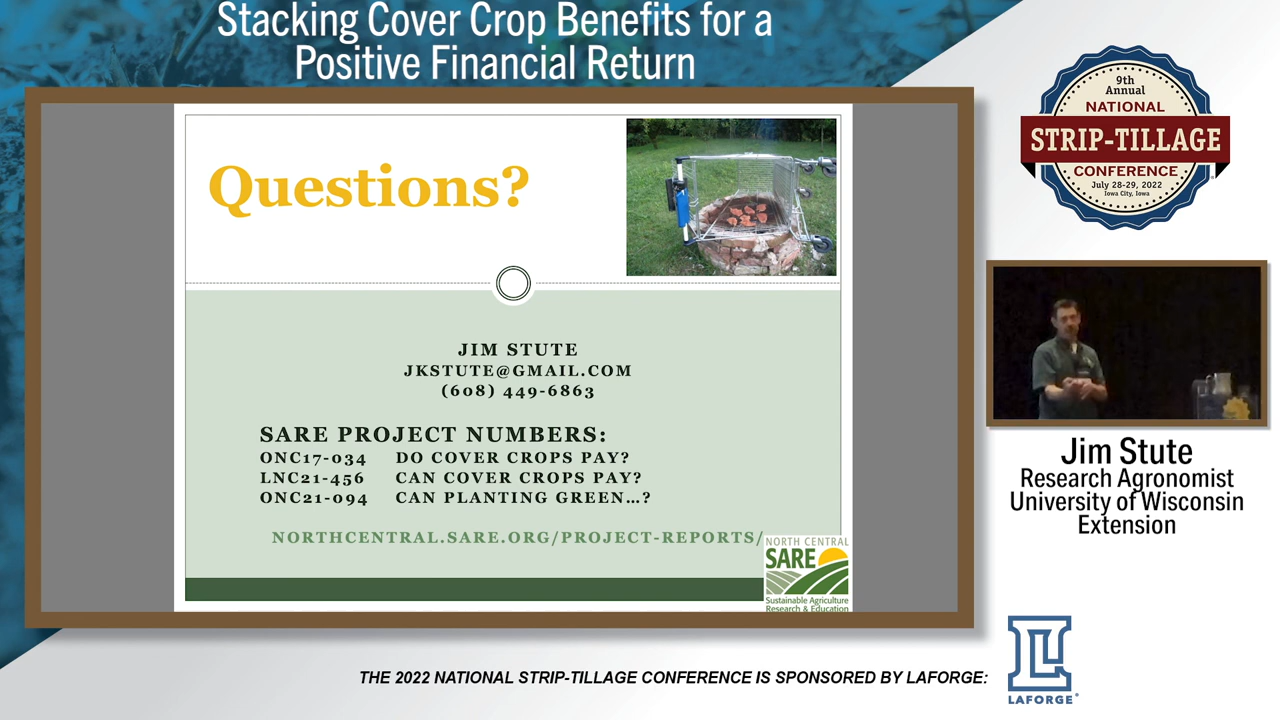 Stacking Cover Crop Benefits for a
Positive Financial Return
Questions?
JIM STUTE
JKSTUTE@GMAIL.COM
(608) 449-6863
SARE PROJECT NUMBERS:
ONC17-034 DO COVER CROPS PAY?
LNC21-456 CAN COVER CROPS PAY?
ONC21-094 CAN PLANTING GREEN...?
NORTHCENTRAL.SARE.ORG/PROJECT-REPORTS/
NORTH CENTRAL
SARE
Sustainable Agriculture
Research & Education
9th
Annual
NATIONAL
STRIP-TILLAGE
CONFERENCE
July 28-29, 2022
Iowa City, Iowa
Jim Stute
Research Agronomist
University of Wisconsin
Extension
THE 2022 NATIONAL STRIP-TILLAGE CONFERENCE IS SPONSORED BY LAFORGE:
LAFORGE®